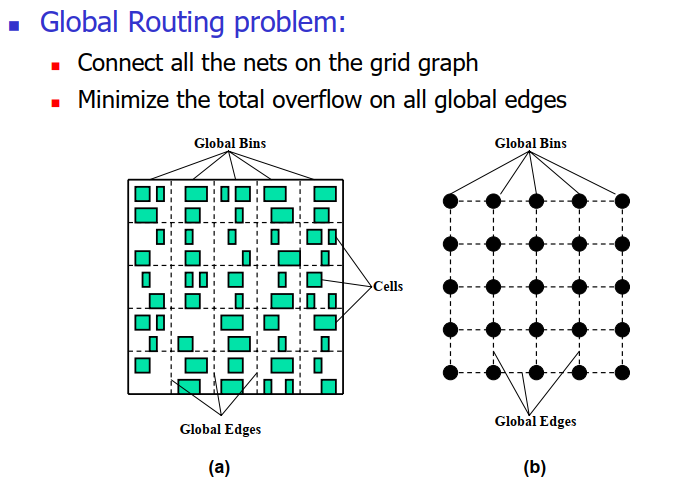 Global Routing problem:
Connect all the nets on the grid graph
Minimize the total overflow on all global edges
Global Bins
Global Bins
Cells
Global Edges
Global Edges
(a)
(b)